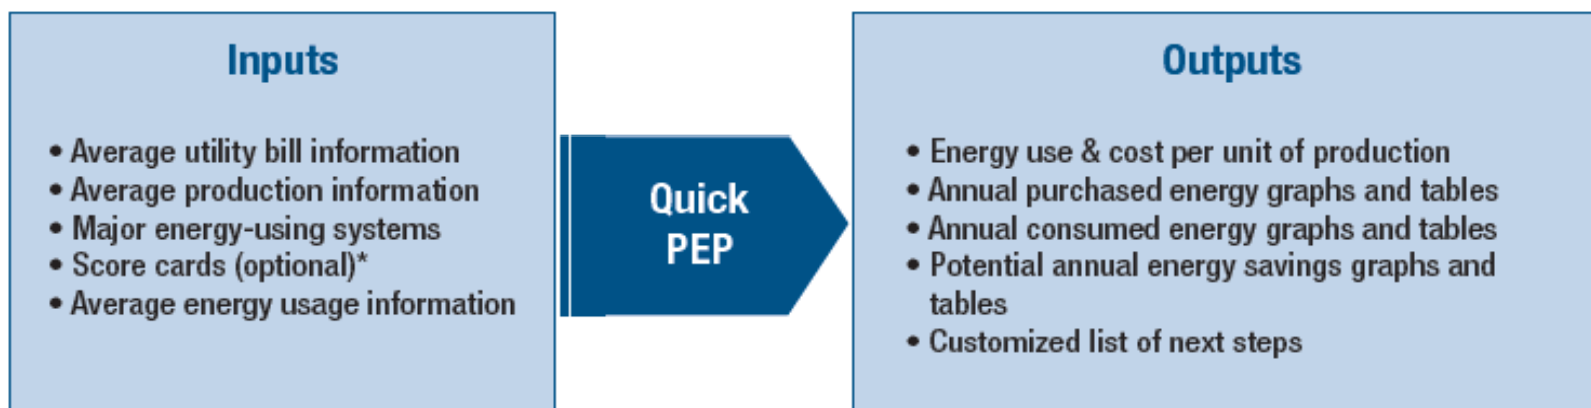 Inputs
• Average utility bill information
• Average production information
• Major energy-using systems
• Score cards (optional)*
• Average energy usage information
Quick
PEP
Outputs
• Energy use & cost per unit of production
• Annual purchased energy graphs and tables
• Annual consumed energy graphs and tables
• Potential annual energy savings graphs and
tables
• Customized list of next steps